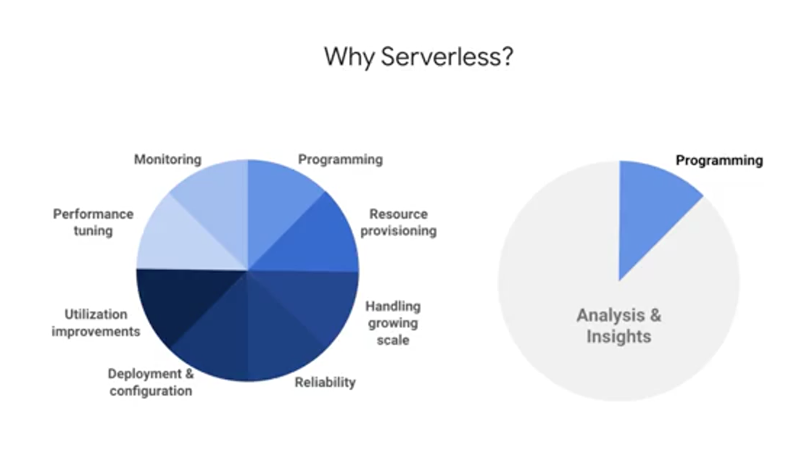 Why Serverless?
Monitoring
Programming
Performance
tuning
Resource
provisioning
Utilization
improvements
Handling
growing
scale
Deployment &
configuration
Reliability
Programming
Analysis &
Insights